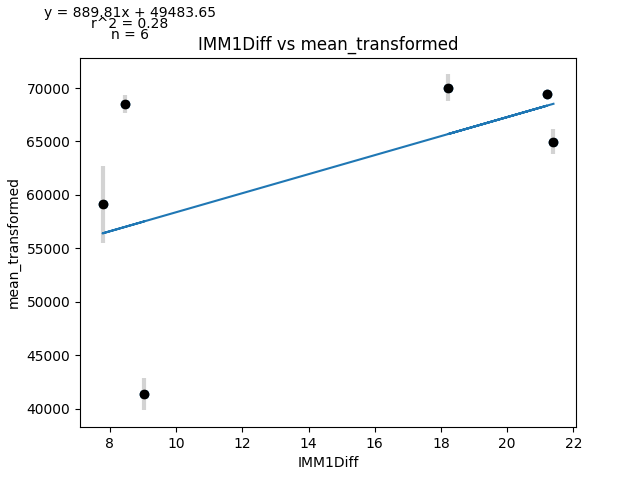 y = 889.81x + 49483.65
r^2 = 0.28
n = 6
IMM1Diff vs mean_transformed
70000
65000
60000
55000
50000
45000
40000
mean_transformed
8 10 12 14 16 18 20 22
IMM1Diff